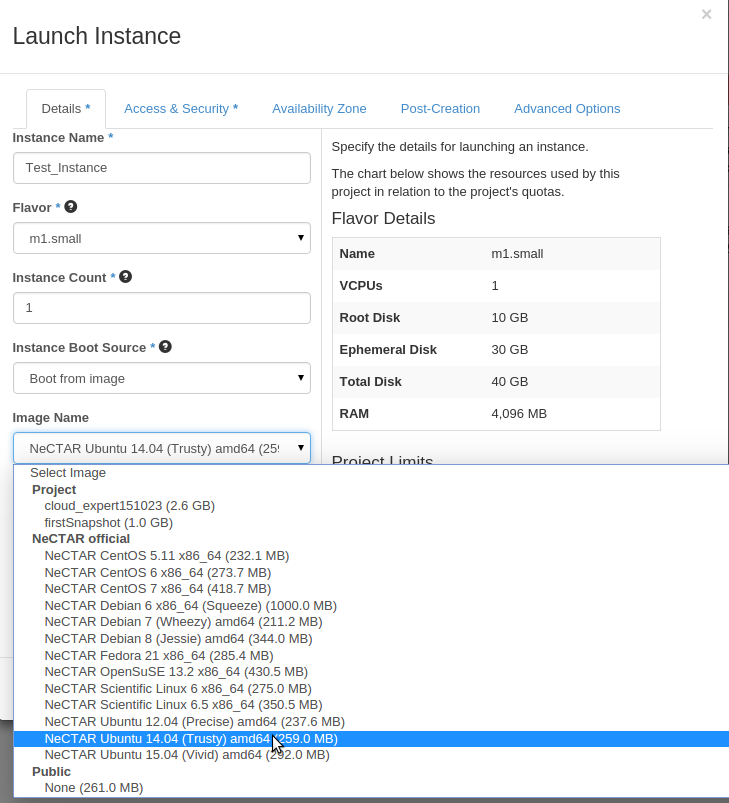 ×
Launch Instance
Details *
Access & Security *
Availability Zone
Post-Creation
Advanced Options
Instance Name *
Test_Instance
Flavor *
m1.small
Instance Count *
1
Instance Boot Source *
Boot from image
Image Name
NeCTAR Ubuntu 14.04 (Trusty) amd64 (259
Specify the details for launching an instance.
The chart below shows the resources used by this
project in relation to the project's quotas.
Flavor Details
Name m1.small
VCPUs 1
Root Disk 10 GB
Ephemeral Disk 30 GB
Total Disk 40 GB
RAM 4,096 MB
Project Limits
Select Image
Project
cloud_expert151023 (2.6 GB)
firstSnapshot (1.0 GB)
NeCTAR official
NeCTAR CentOS 5.11 x86_64 (232.1 MB)
NeCTAR CentOS 6 x86_64 (273.7 MB)
NeCTAR CentOS 7 x86_64 (418.7 MB)
NeCTAR Debian 6 x86_64 (Squeeze) (1000.0 MB)
NeCTAR Debian 7 (Wheezy) amd64 (211.2 MB)
NeCTAR Debian 8 (Jessie) amd64 (344.0 MB)
NeCTAR Fedora 21 x86_64 (285.4 MB)
NeCTAR OpenSuSE 13.2 x86_64 (430.5 MB)
NeCTAR Scientific Linux 6 x86_64 (275.0 MB)
NeCTAR Scientific Linux 6.5 x86_64 (350.5 MB)
NeCTAR Ubuntu 12.04 (Precise) amd64 (237.6 MB)
NeCTAR Ubuntu 14.04 (Trusty) amd64 (259.0 MB)
NeCTAR Ubuntu 15.04 (Vivid) amd64 (292.0 MB)
Public
None (261.0 MB)